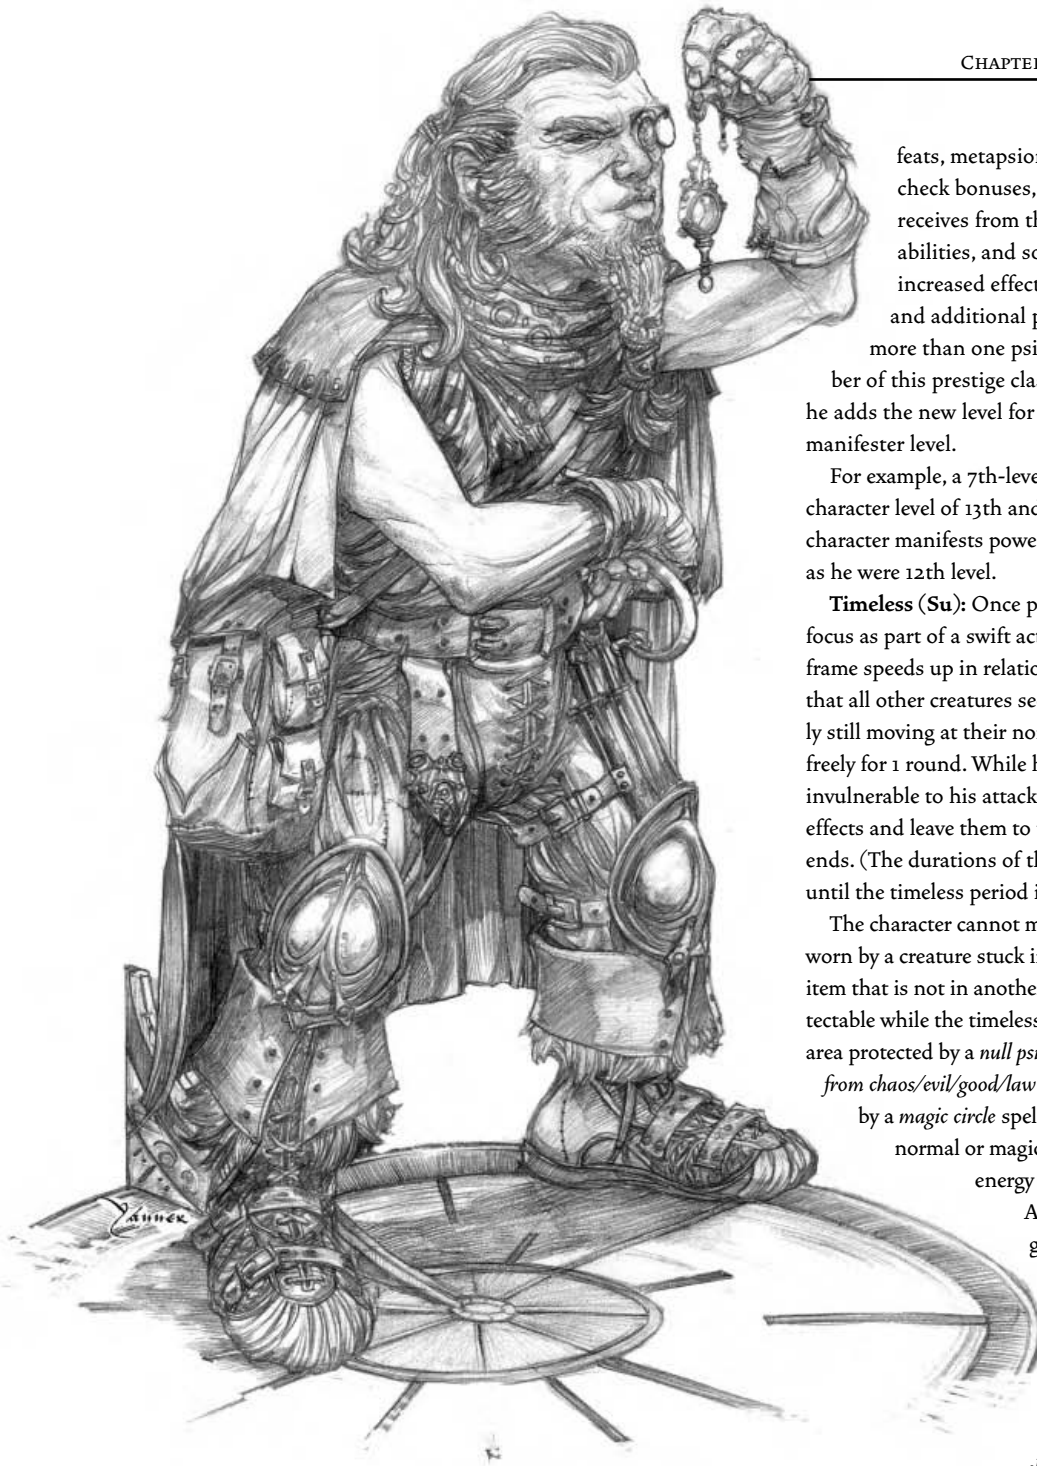 CHAPTER
feats, metapsion
check bonuses,
receives from th
abilities, and so
increased effect
and additional p
more than one psi
ber of this prestige cla
he adds the new level for
manifester level.
For example, a 7th-leve
character level of 13th and
character manifests powe
as he were 12th level.
Timeless (Su): Once p
focus as part of a swift act
frame speeds up in relatio
that all other creatures se
ly still moving at their nor
freely for 1 round. While h
invulnerable to his attack
effects and leave them to
ends. (The durations of th
until the timeless period i
The character cannot m
worn by a creature stuck i
item that is not in anothe
tectable while the timeless
area protected by a null psi
from chaos/evil/good/law
by a magic circle spel
normal or magic
energy
A
g